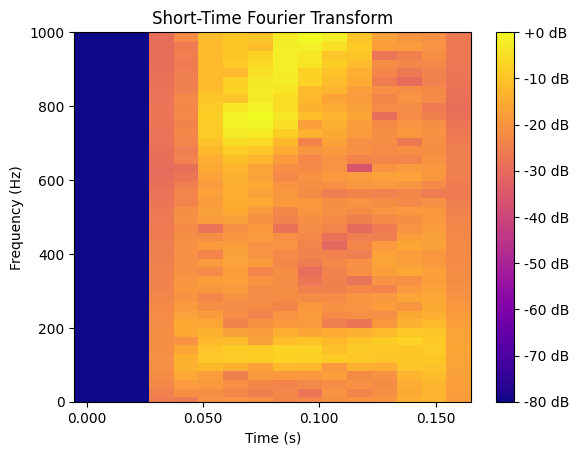 Short-Time Fourier Transform
1000
800
600
400
200
0
Frequency (Hz)
0.000
0.050
0.100
0.150
Time (s)
+0 dB
-10 dB
-20 dB
-30 dB
-40 dB
-50 dB
-60 dB
-70 dB
-80 dB